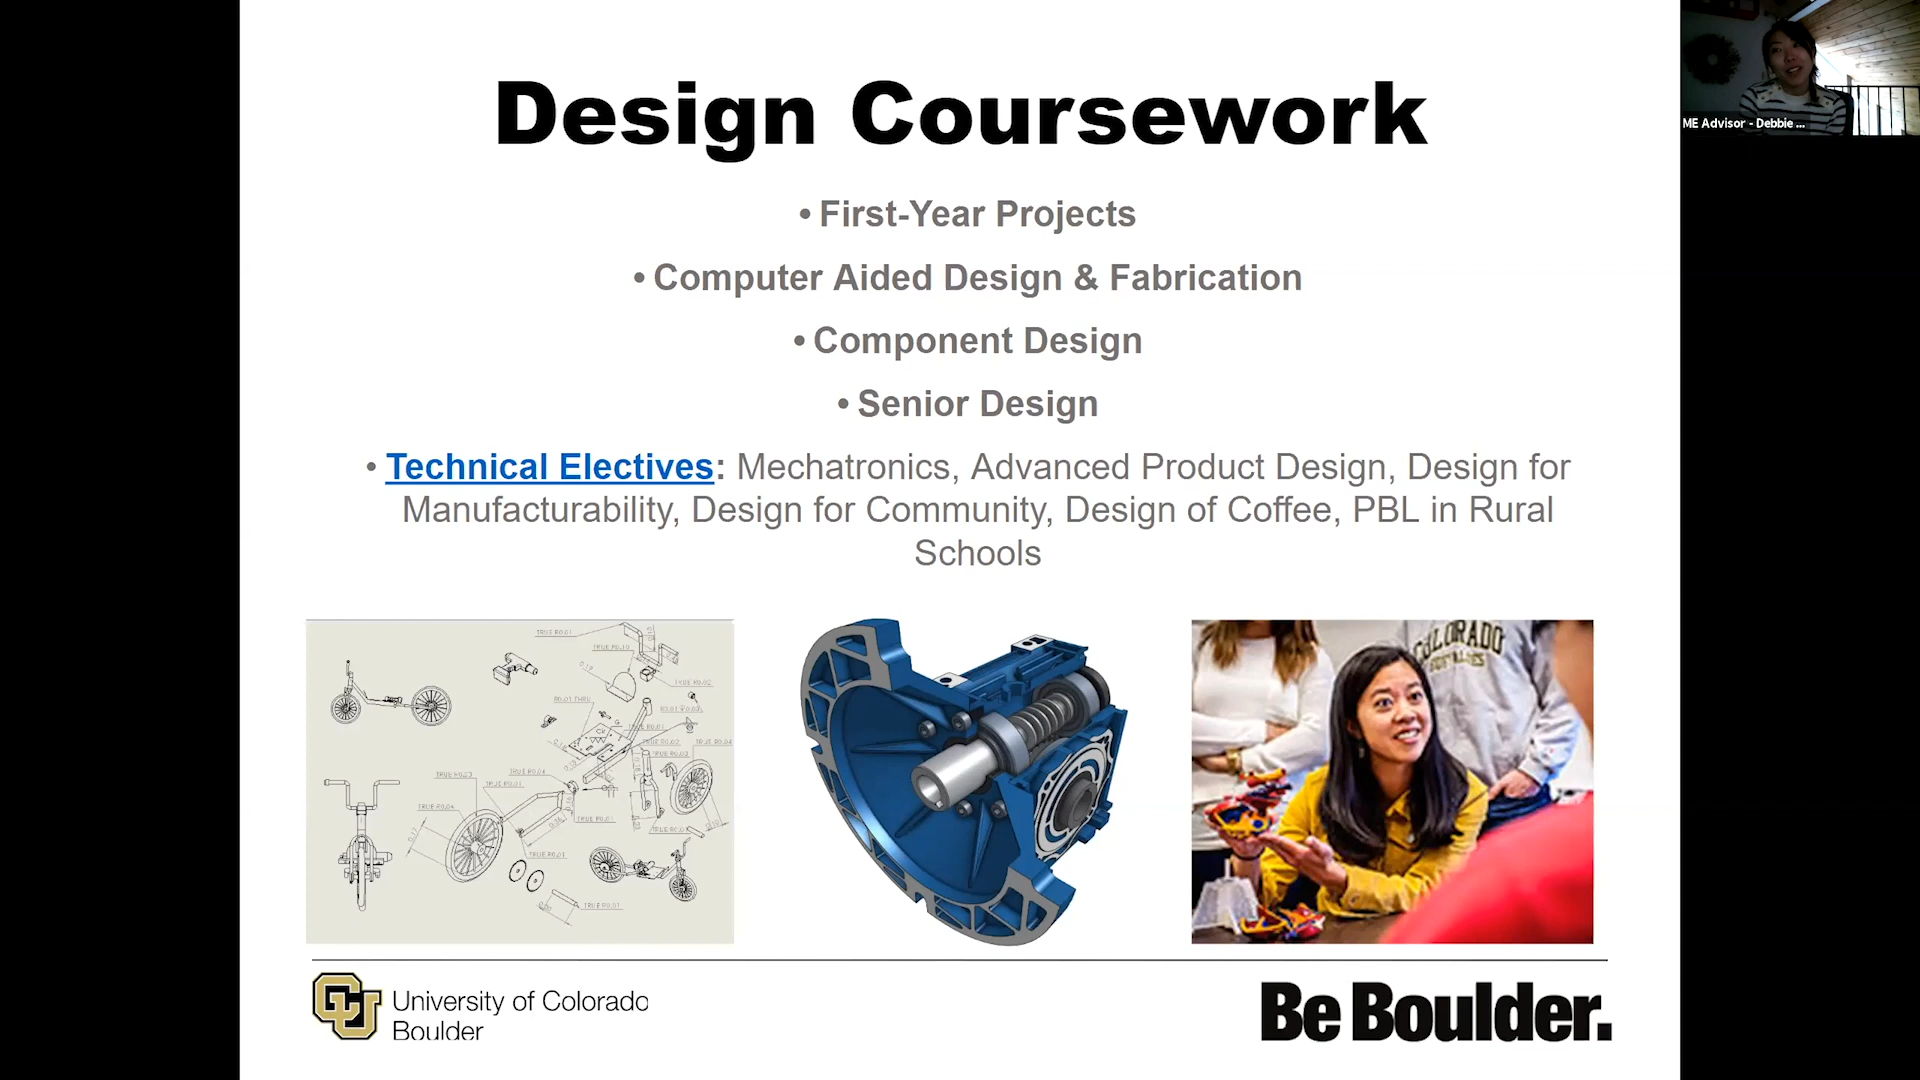 Design Coursework
ME Advisor - Debbie ...
• First-Year Projects
• Computer Aided Design & Fabrication
• Component Design
• Senior Design
• Technical Electives: Mechatronics, Advanced Product Design, Design for
Manufacturability, Design for Community, Design of Coffee, PBL in Rural
Schools
COLORADO
CU
University of Colorado
Boulder
Be Boulder.